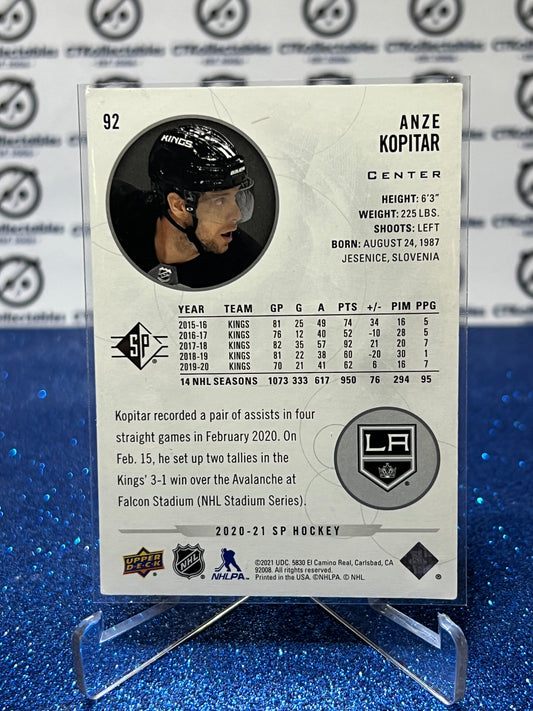 92
ANZE
KOPITAR
CENTER
HEIGHT: 6'3"
WEIGHT: 225 LBS.
SHOOTS: LEFT
BORN: AUGUST 24, 1987
JESENICE, SLOVENIA
KINGS
YEAR TEAM GP G A PTS +/- PIM PPG
2015-16 KINGS 81 25 49 74 34 16 5
2016-17 KINGS 76 12 40 52 -10 28 5
2017-18 KINGS 82 35 57 92 21 20 7
2018-19 KINGS 81 22 38 60 -20 30 1
2019-20 KINGS 70 21 41 62 6 16 7
14 NHL SEASONS 1073 333 617 950 76 294 95
SP
Kopitar recorded a pair of assists in four
straight games in February 2020. On
Feb. 15, he set up two tallies in the
Kings' 3-1 win over the Avalanche at
Falcon Stadium (NHL Stadium Series).
LA
2020-21 SP HOCKEY
UPPER DECK
NHL
NHLPA
©2021 UDC. 5830 El Camino Real, Carlsbad, CA
92008. All rights reserved.
Printed in the USA. ©NHLPA. © NHL.